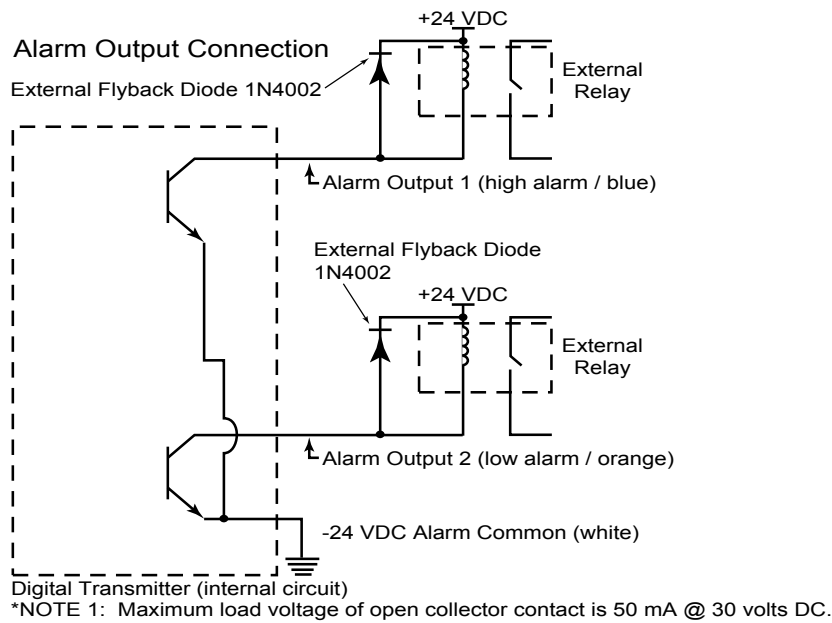 +24 VDC
Alarm Output Connection
External Flyback Diode 1N4002
External
Relay
Alarm Output 1 (high alarm / blue)
External Flyback Diode
1N4002
+24 VDC
External
Relay
Alarm Output 2 (low alarm / orange)
-24 VDC Alarm Common (white)
Digital Transmitter (internal circuit)
*NOTE 1:  Maximum load voltage of open collector contact is 50 mA @ 30 volts DC.